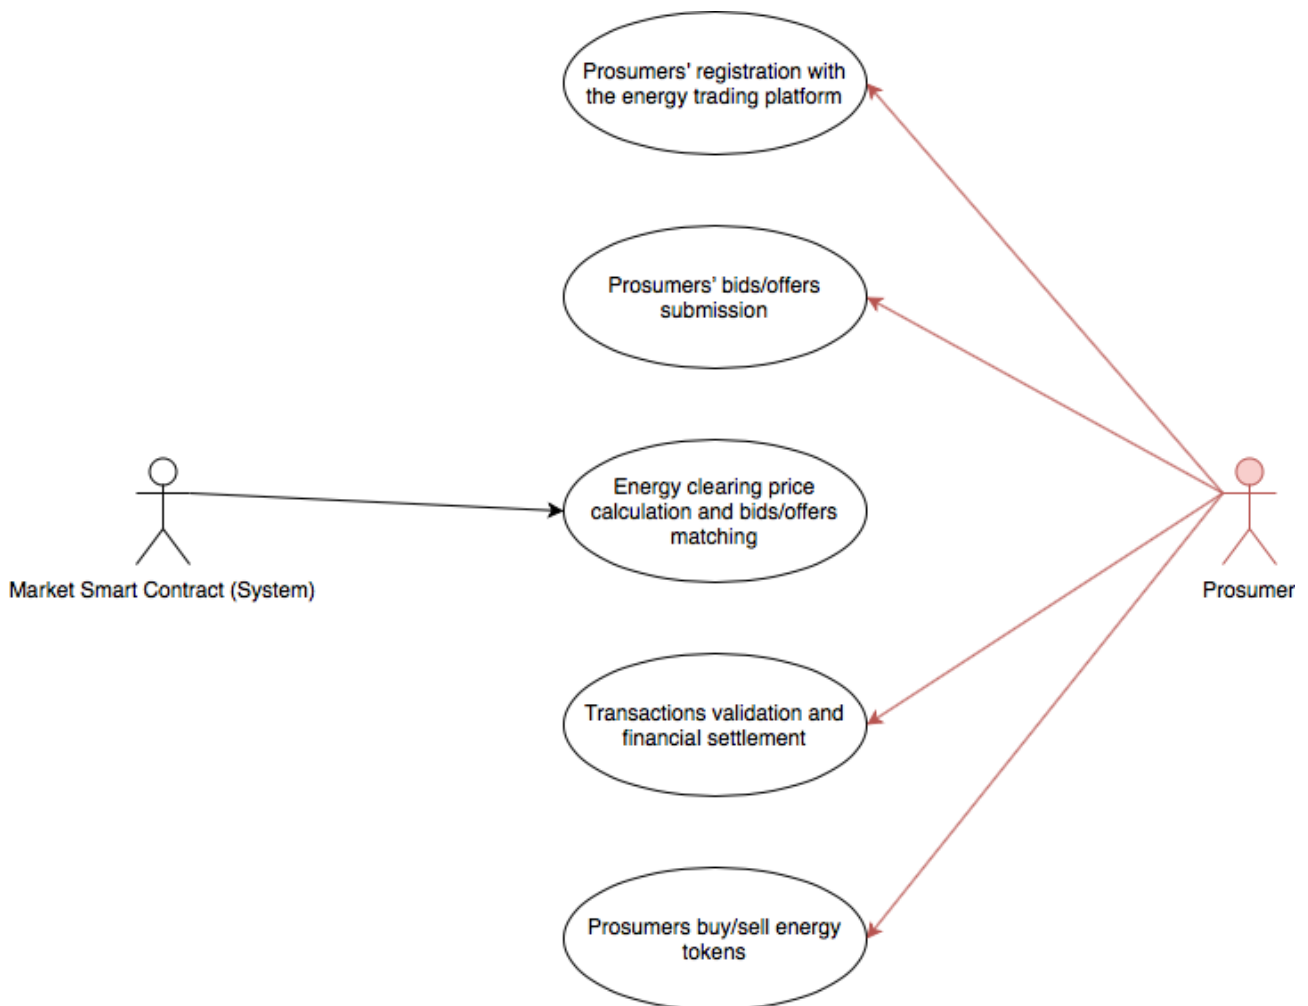 Prosumers' registration with
the energy trading platform
Prosumers’ bids/offers
submission
Energy clearing price
calculation and bids/offers
matching
Market Smart Contract (System)
Prosumer
Transactions validation and
financial settlement
Prosumers buy/sell energy
tokens